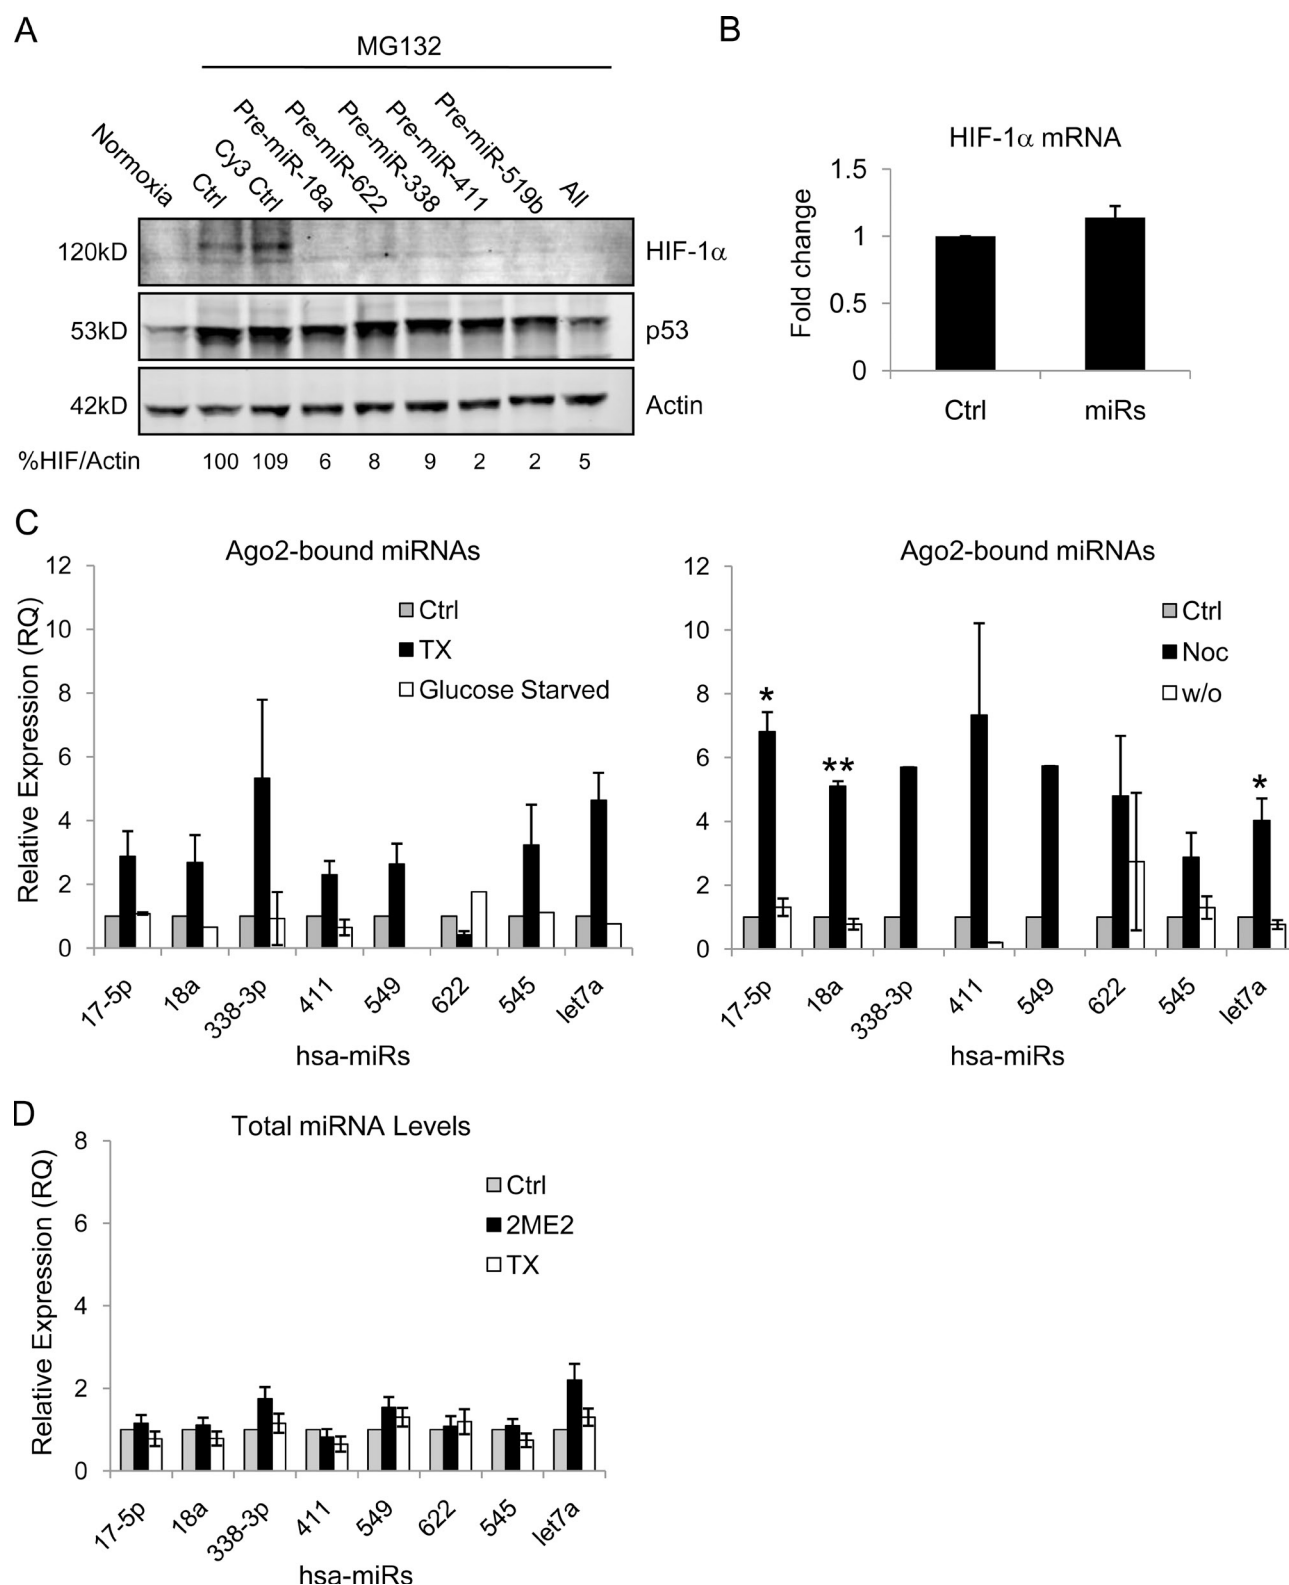 A
MG132
Normoxia
Ctrl
Cy3 Ctrl
Pre-miR-18a
Pre-miR-622
Pre-miR-338
Pre-miR-411
Pre-miR-519b
All
120kD
HIF-1α
53kD
p53
42kD
Actin
%HIF/Actin 100 109 6 8 9 2 2 5
B
HIF-1α mRNA
Fold change
1.5
1
0.5
0
Ctrl miRs
C
Ago2-bound miRNAs
Relative Expression (RQ)
12
10
8
6
4
2
0
Ctrl
TX
Glucose Starved
17-5p 18a 338-3p 411 549 622 545 let7a
hsa-miRs
Ago2-bound miRNAs
12
10
8
6
4
2
0
Ctrl
Noc
w/o
* ** *
17-5p 18a 338-3p 411 549 622 545 let7a
hsa-miRs
D
Total miRNA Levels
Relative Expression (RQ)
8
6
4
2
0
Ctrl
2ME2
TX
17-5p 18a 338-3p 411 549 622 545 let7a
hsa-miRs